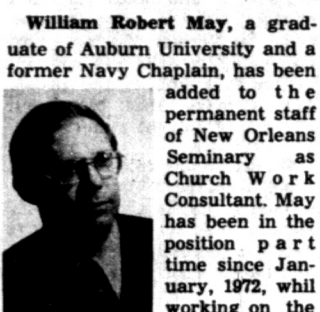 William Robert May, a grad-
uate of Auburn University and a
former Navy Chaplain, has been
added to the
permanent staff
of New Orleans
Seminary as
Church Work
Consultant. May
has been in the
position part
time since Jan-
uary, 1972, whil
working on the